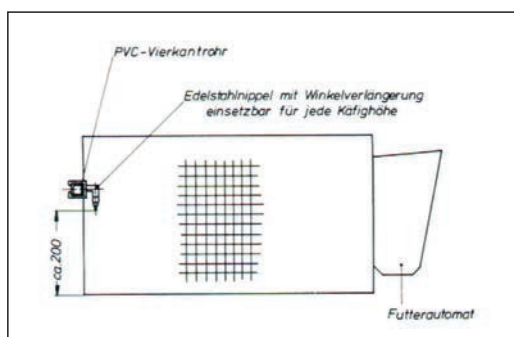 PVC-Vierkantrohr
Edelstahlnippel mit Winkelverlängerung
einsetzbar für jede Käfighöhe
ca.200
Futterautomat